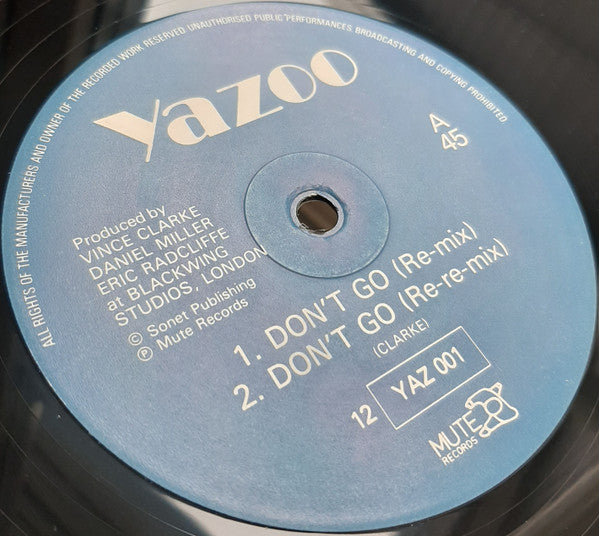 ALL RIGHTS OF THE MANUFACTURERS AND OWNER OF THE RECORDED WORK RESERVED. UNAUTHORISED PUBLIC PERFORMANCES, BROADCASTING AND COPYING PROHIBITED.
yazoo
A
45
Produced by
VINCE CLARKE
DANIEL MILLER
ERIC RADCLIFFE
at BLACKWING
STUDIOS, LONDON
© Sonet Publishing
℗ Mute Records
1. DON'T GO (Re-mix)
2. DON'T GO (Re-re-mix)
(CLARKE)
12 YAZ 001
MUTE
RECORDS